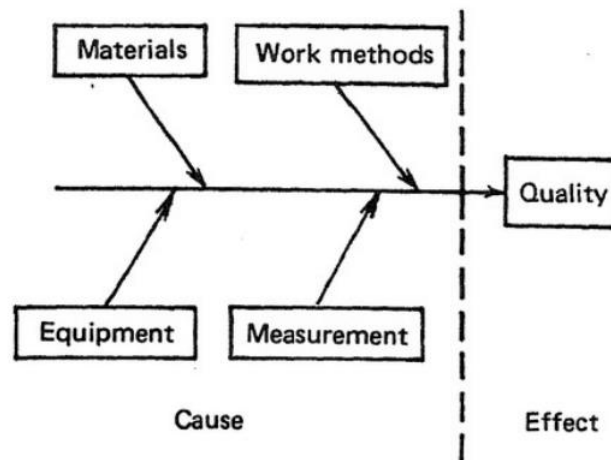 Materials
Work methods
Quality
Equipment
Measurement
Cause
Effect